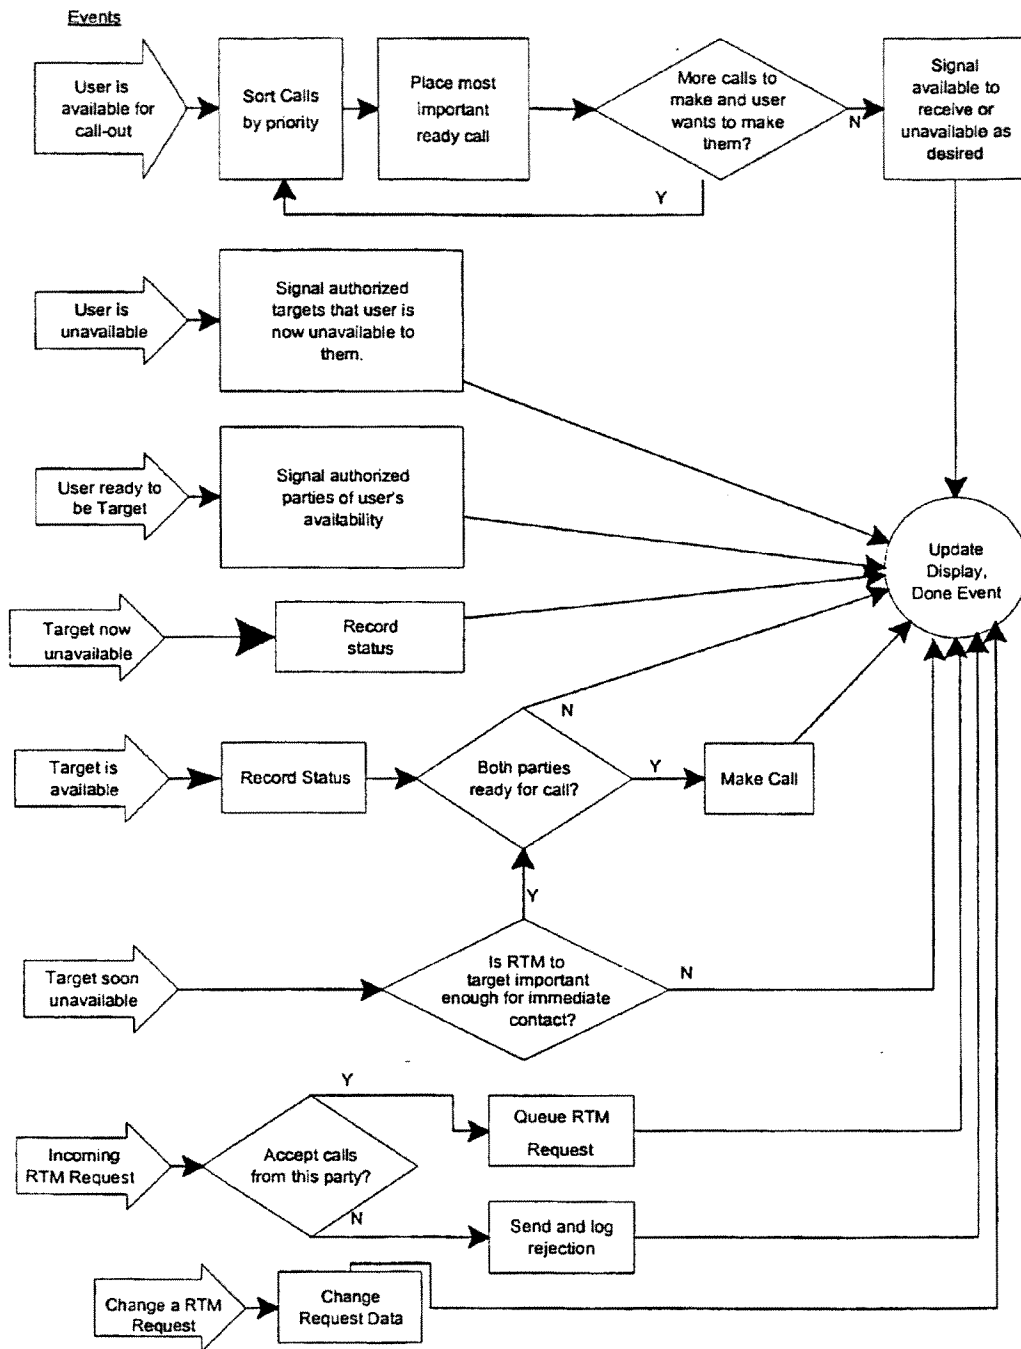 Events
User is
available for
call-out
Sort Calls
by priority
Place most
important
ready call
More calls to
make and user
wants to make
them?
N
Y
Signal
available to
receive or
unavailable as
desired
User is
unavailable
Signal authorized
targets that user is
now unavailable to
them.
User ready to
be Target
Signal authorized
parties of user's
availability
Update
Display,
Done Event
Target now
unavailable
Record
status
Target is
available
Record Status
Both parties
ready for call?
N
Y
Make Call
Y
Target soon
unavailable
Is RTM to
target important
enough for immediate
contact?
N
Incoming
RTM Request
Accept calls
from this party?
Y
Queue RTM
Request
N
Send and log
rejection
Change a RTM
Request
Change
Request Data